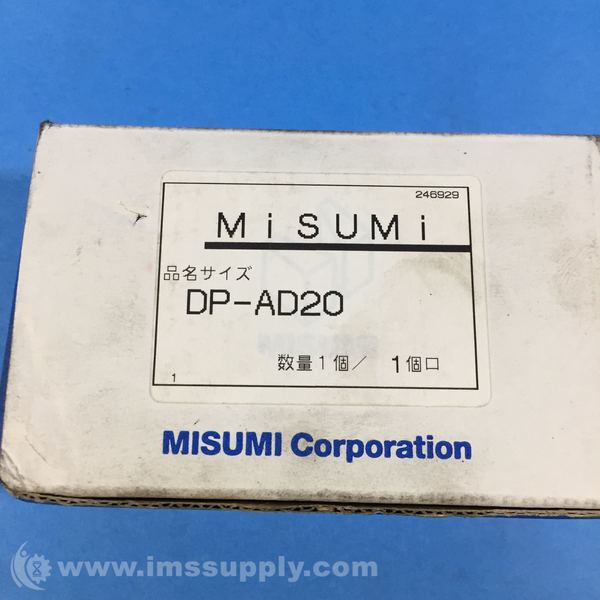 246929
MiSUMi
品名サイズ
DP-AD20
数量1個/ 1個口
1
MISUMI Corporation
www.imssupply.com